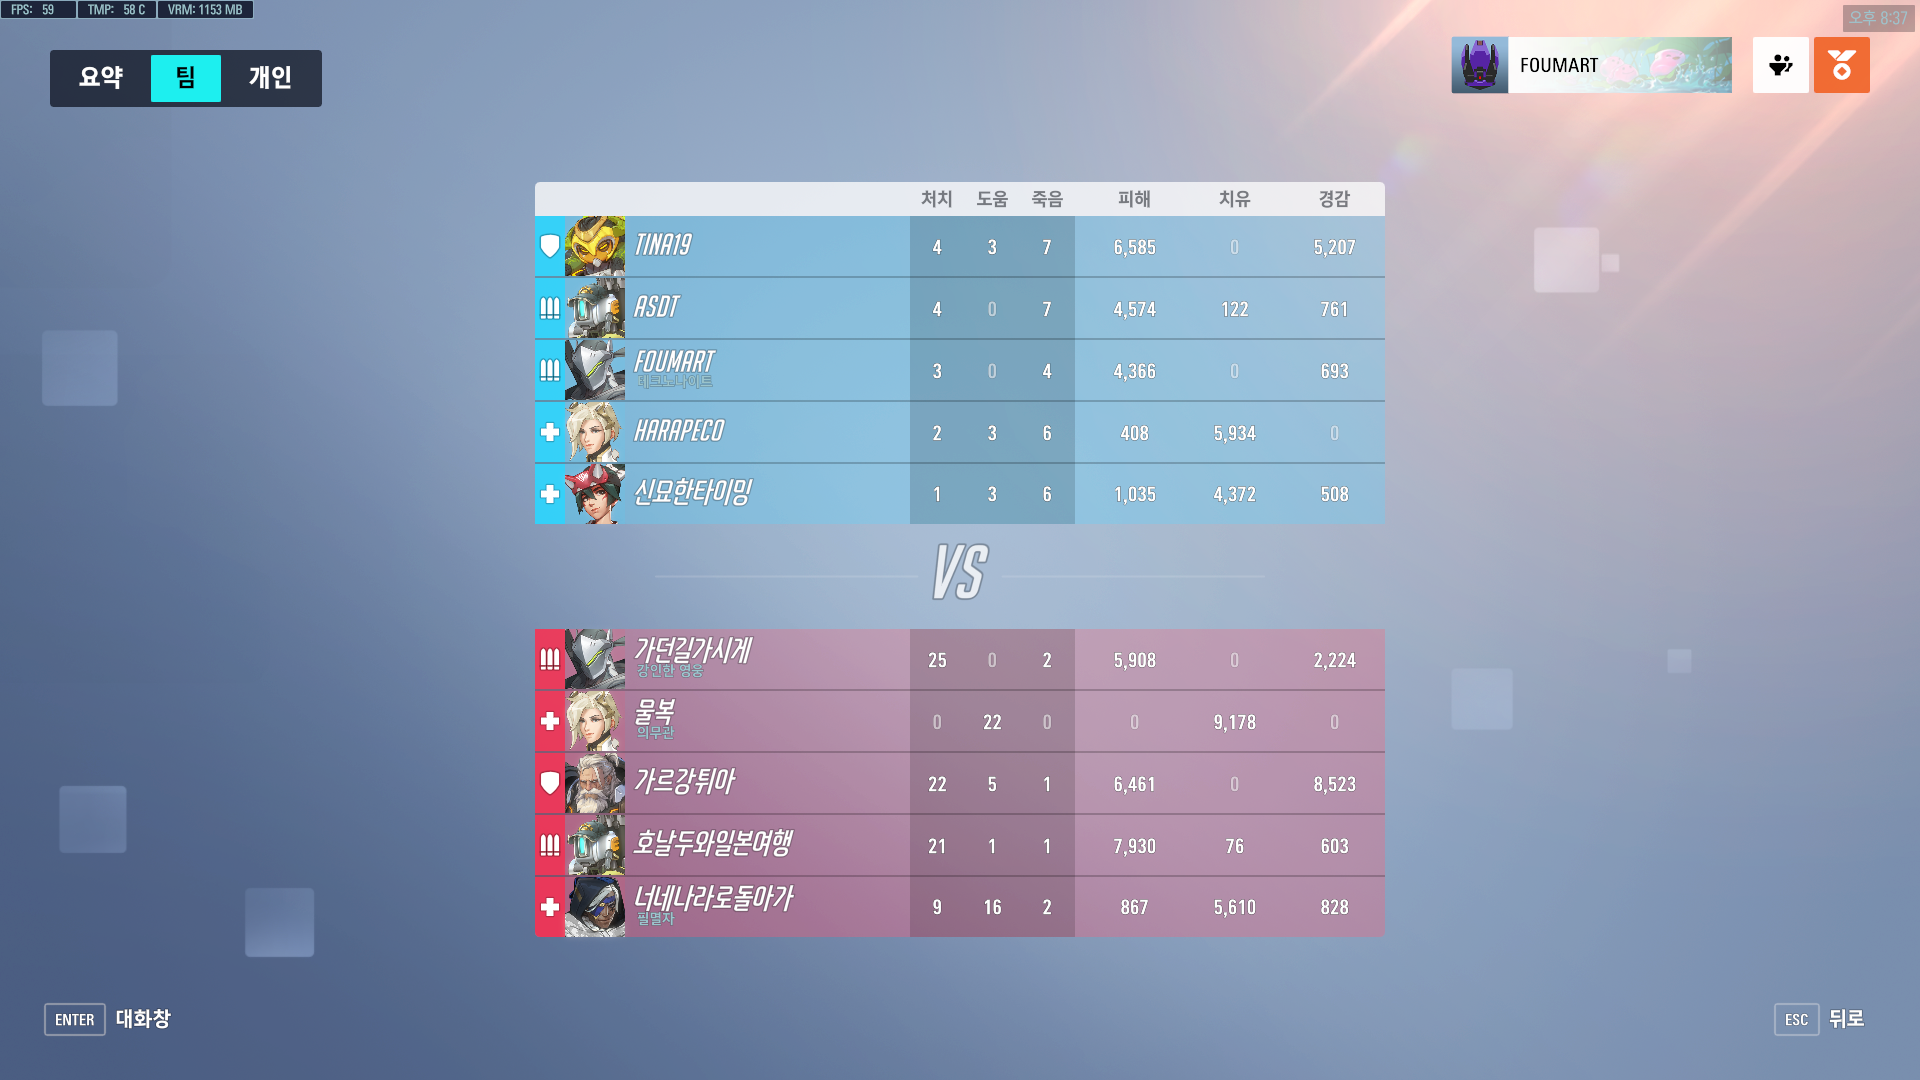 FPS: 59 TMP: 58 C VRM: 1153 MB
오후 8:37
요약 팀 개인
FOUMART
처치 도움 죽음 피해 치유 경감
TINA19 4 3 7 6,585 0 5,207
ASDT 4 0 7 4,574 122 761
FOUMART 3 0 4 4,366 0 693
테크노나이트
HARAPECO 2 3 6 408 5,934 0
신묘한타이밍 1 3 6 1,035 4,372 508
VS
가던길가시게 25 0 2 5,908 0 2,224
강인한 영웅
물복 0 22 0 0 9,178 0
의무관
가르강튀아 22 5 1 6,461 0 8,523
호날두와일본여행 21 1 1 7,930 76 603
너네나라로돌아가 9 16 2 867 5,610 828
필멸자
ENTER 대화창
ESC 뒤로